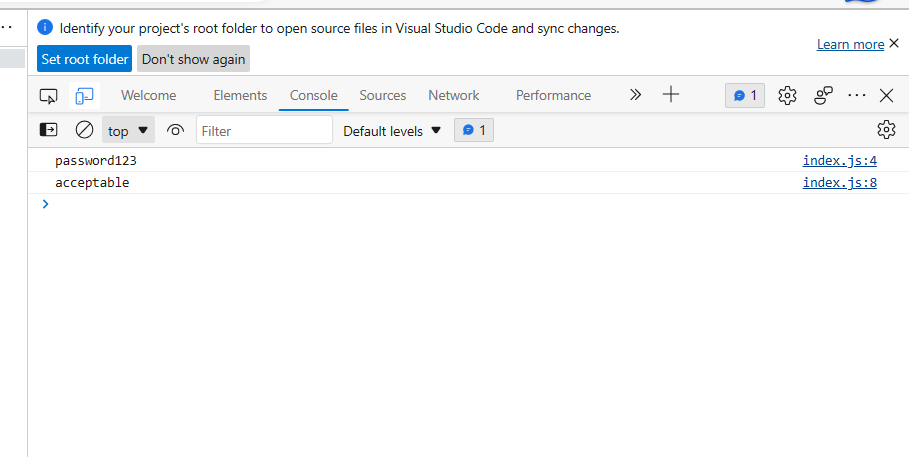 Identify your project's root folder to open source files in Visual Studio Code and sync changes.
Learn more
Set root folder Don't show again
Welcome Elements Console Sources Network Performance 1
top Filter Default levels 1
password123 index.js:4
acceptable index.js:8